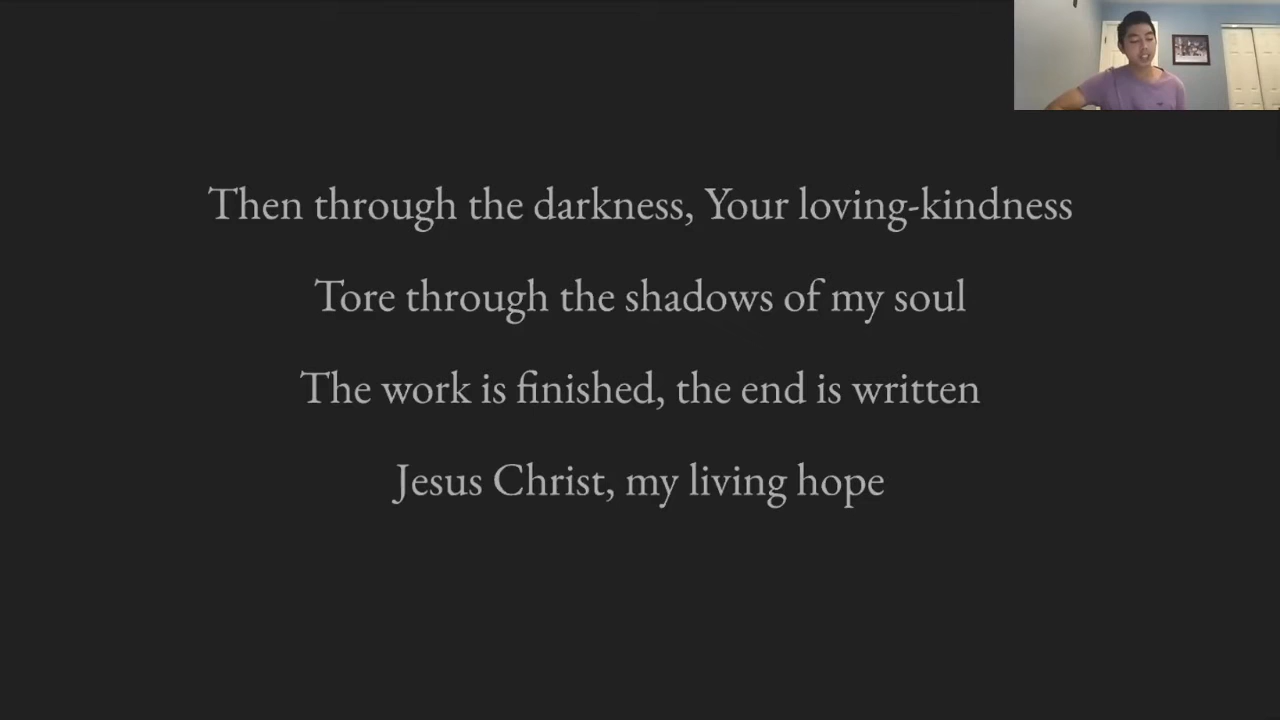 Then through the darkness, Your loving-kindness
Tore through the shadows of my soul
The work is finished, the end is written
Jesus Christ, my living hope